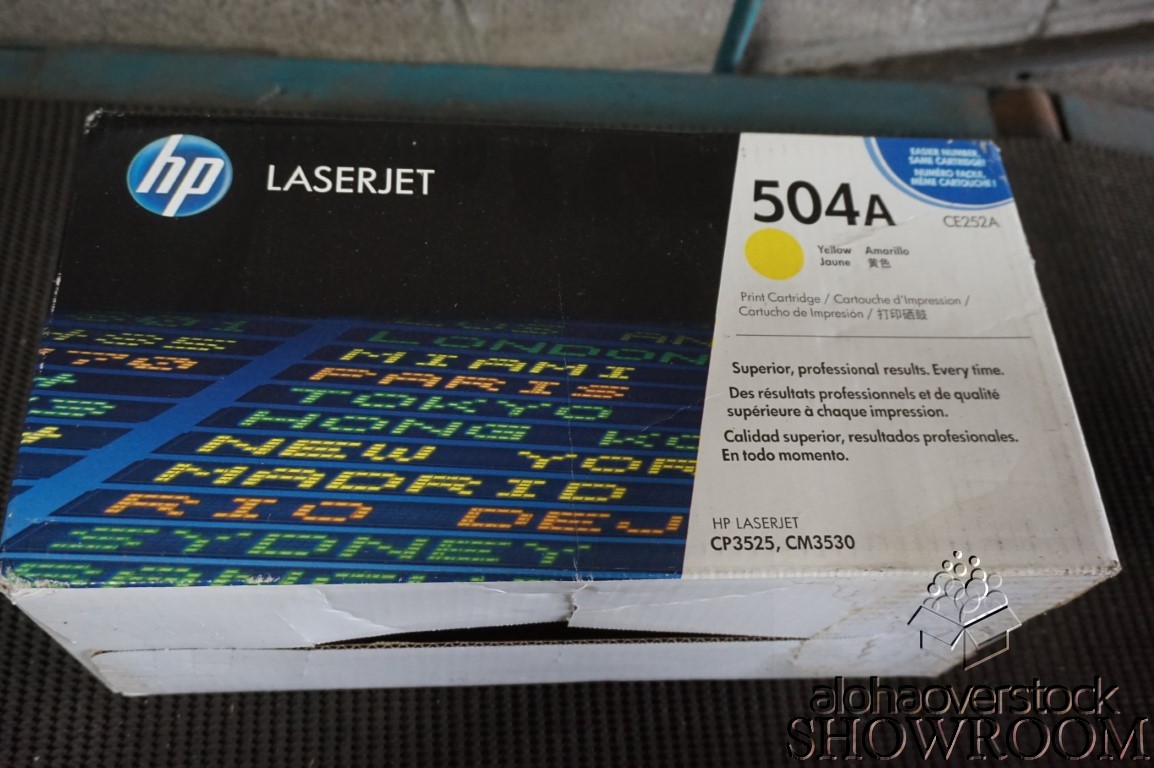 hp LASERJET
EASIER NUMBER,
SAME CARTRIDGE!
NUMÉRO FACILE,
MÊME CARTOUCHE!
504A
CE252A
Yellow Amarillo
Jaune 黄色
Print Cartridge / Cartouche d'Impression /
Cartucho de Impresión / 打印硒鼓
Superior, professional results. Every time.
Des résultats professionnels et de qualité
supérieure à chaque impression.
Calidad superior, resultados profesionales.
En todo momento.
HP LASERJET
CP3525, CM3530
LONDON
MIAMI
PARIS
TOKYO
HONG KO
NEW YOR
MADRID
RIO DEJ
SYDNEY
alohaoverstock
SHOWROOM